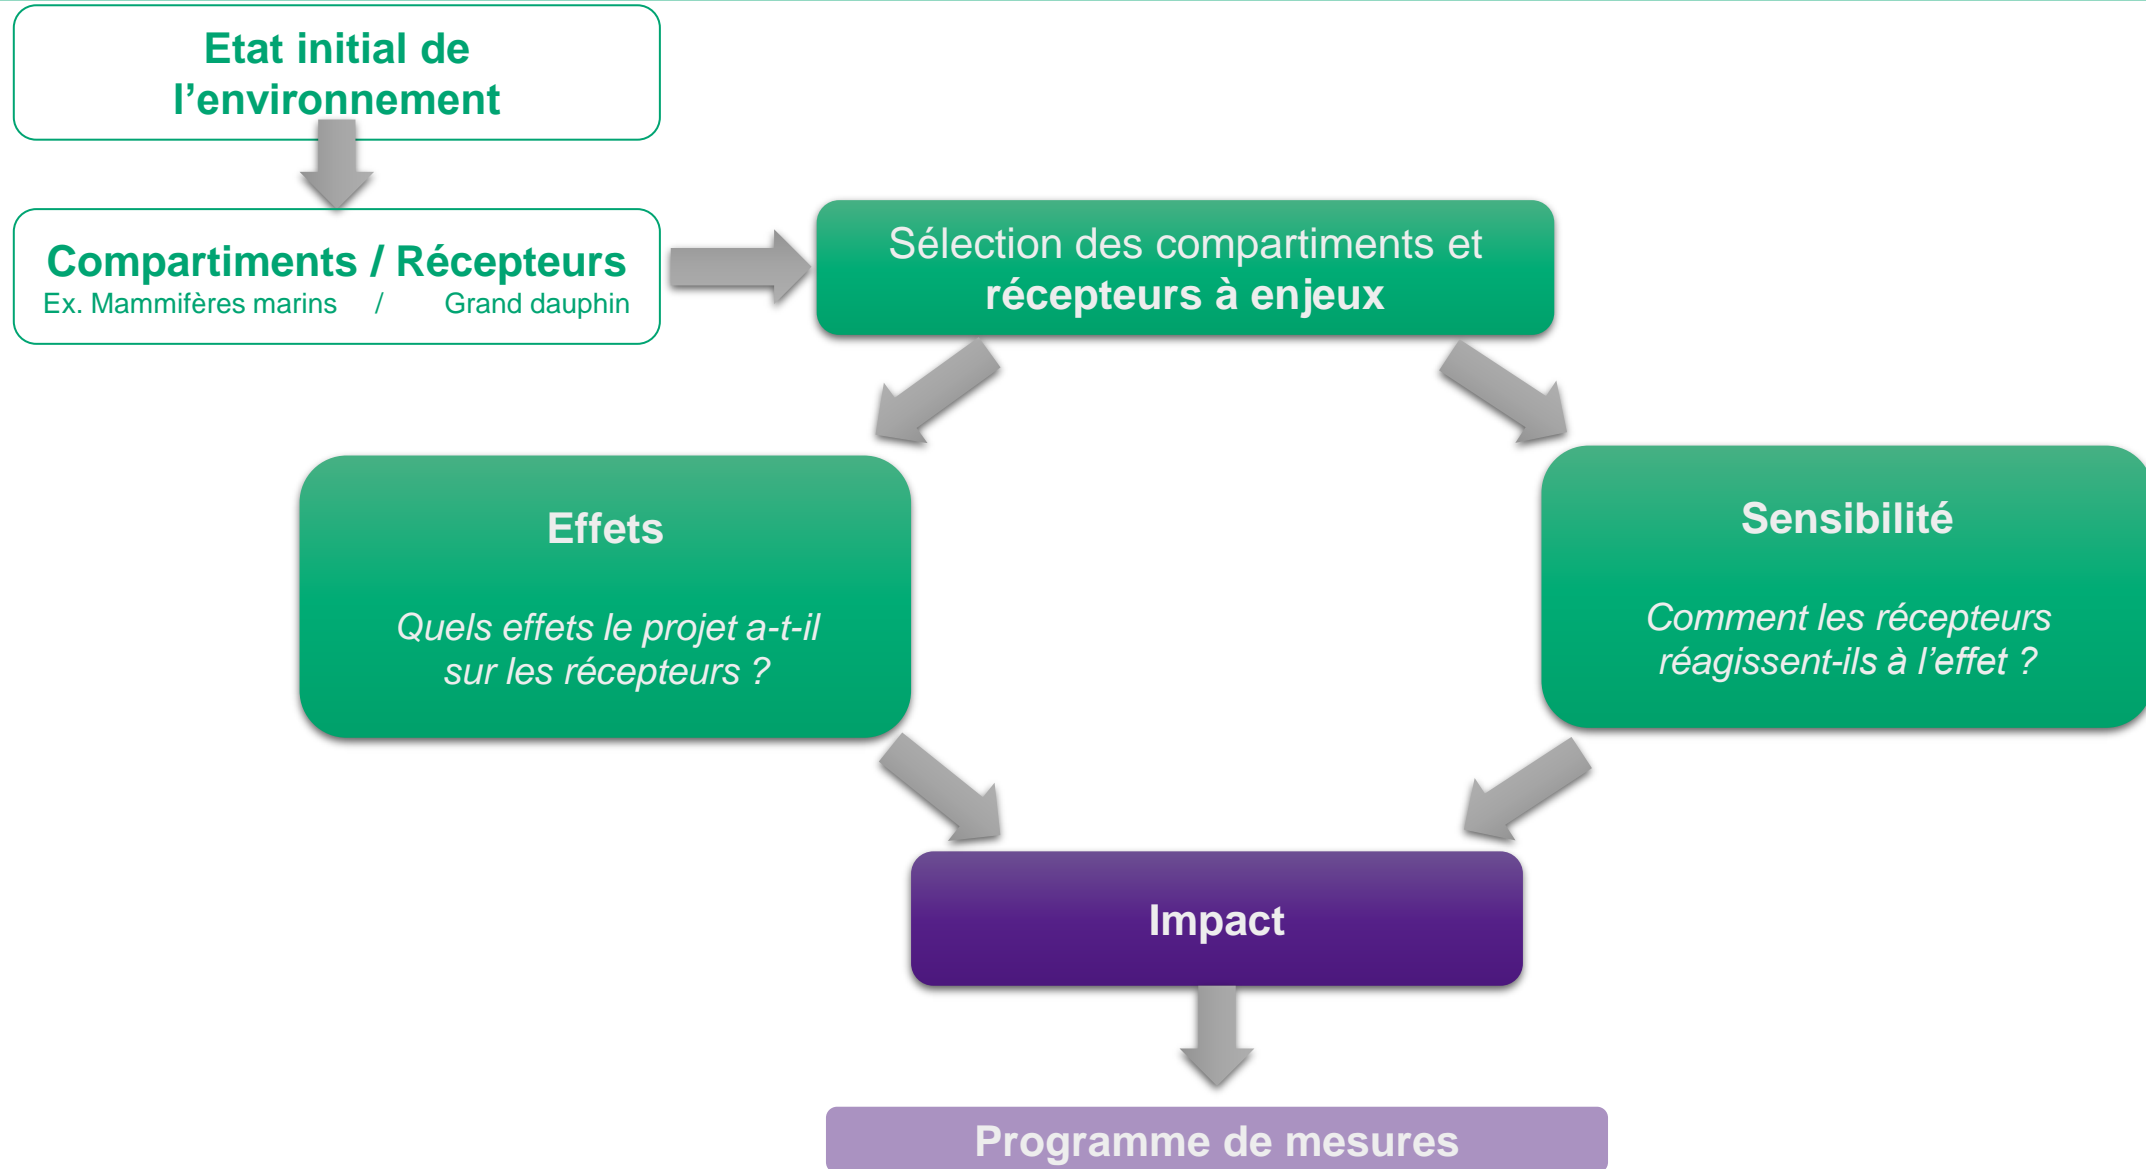 Etat initial de
l’environnement
Compartiments / Récepteurs
Ex. Mammifères marins / Grand dauphin
Sélection des compartiments et
récepteurs à enjeux
Effets
Quels effets le projet a-t-il
sur les récepteurs ?
Sensibilité
Comment les récepteurs
réagissent-ils à l’effet ?
Impact
Programme de mesures